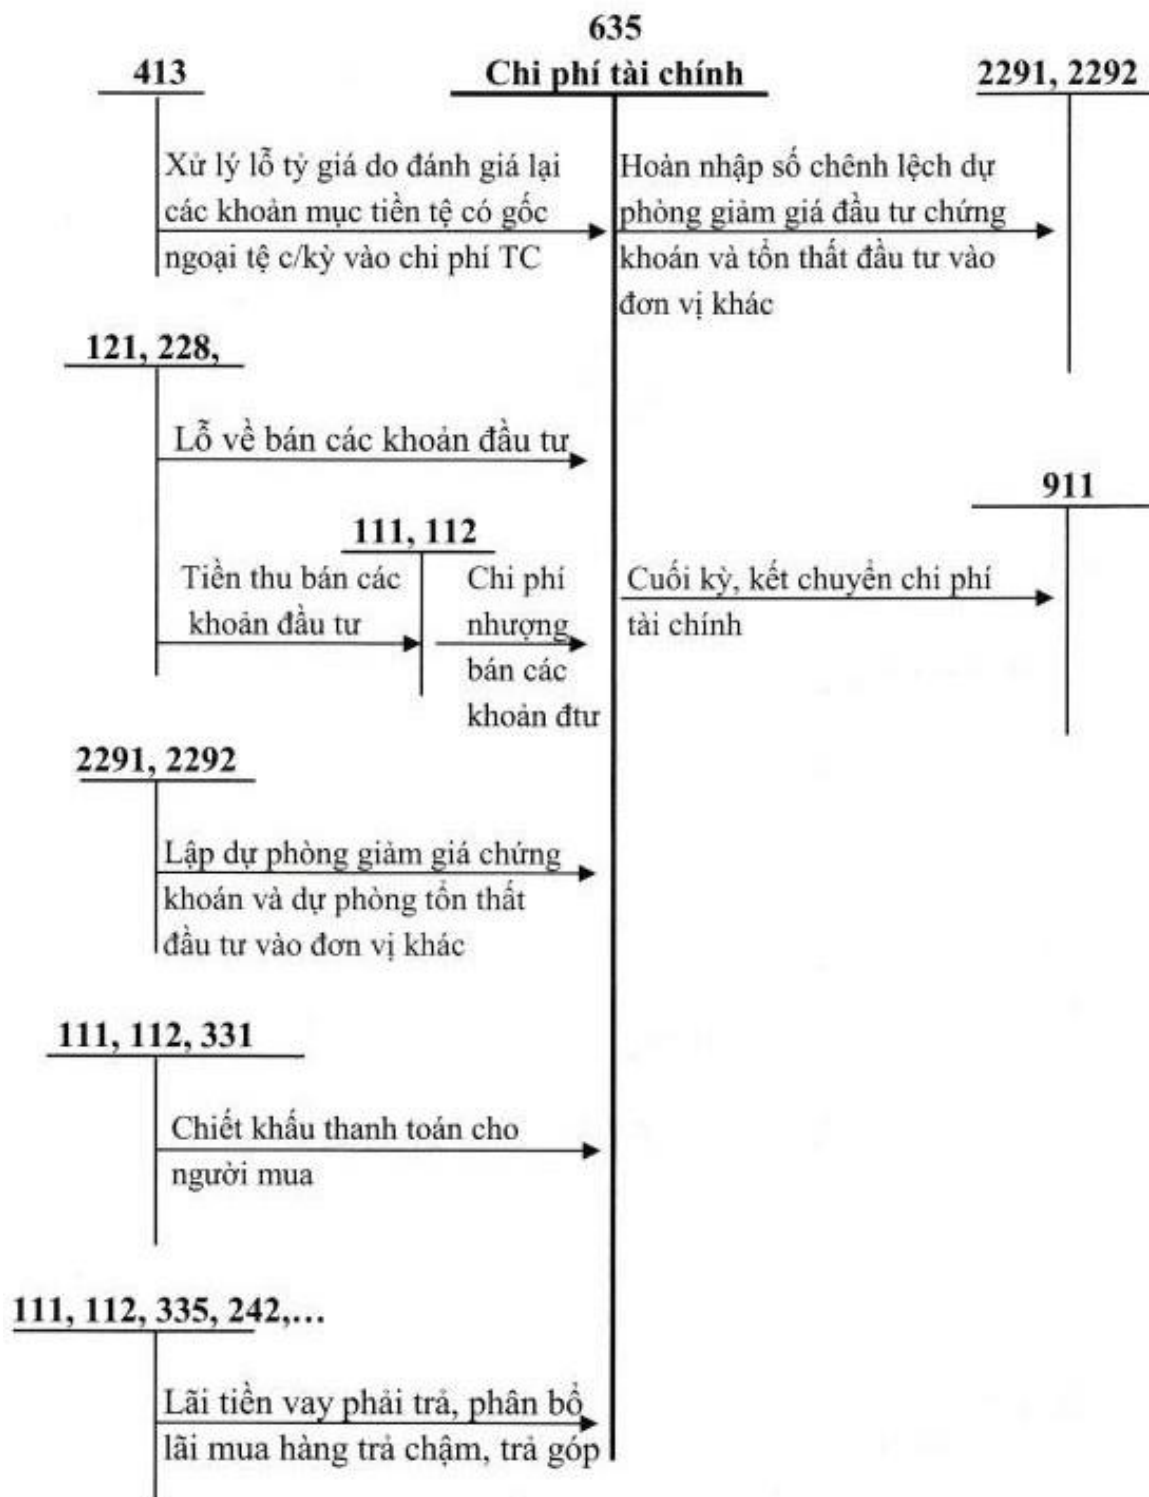 635
413
Chi phí tài chính
2291, 2292
Xử lý lỗ tỷ giá do đánh giá lại
các khoản mục tiền tệ có gốc
ngoại tệ c/kỳ vào chi phí TC
Hoàn nhập số chênh lệch dự
phòng giảm giá đầu tư chứng
khoán và tổn thất đầu tư vào
đơn vị khác
121, 228,
Lỗ về bán các khoản đầu tư
911
111, 112
Tiền thu bán các
khoản đầu tư
Chi phí
nhượng
bán các
khoản đtư
Cuối kỳ, kết chuyển chi phí
tài chính
2291, 2292
Lập dự phòng giảm giá chứng
khoán và dự phòng tổn thất
đầu tư vào đơn vị khác
111, 112, 331
Chiết khấu thanh toán cho
người mua
111, 112, 335, 242,...
Lãi tiền vay phải trả, phân bổ
lãi mua hàng trả chậm, trả góp